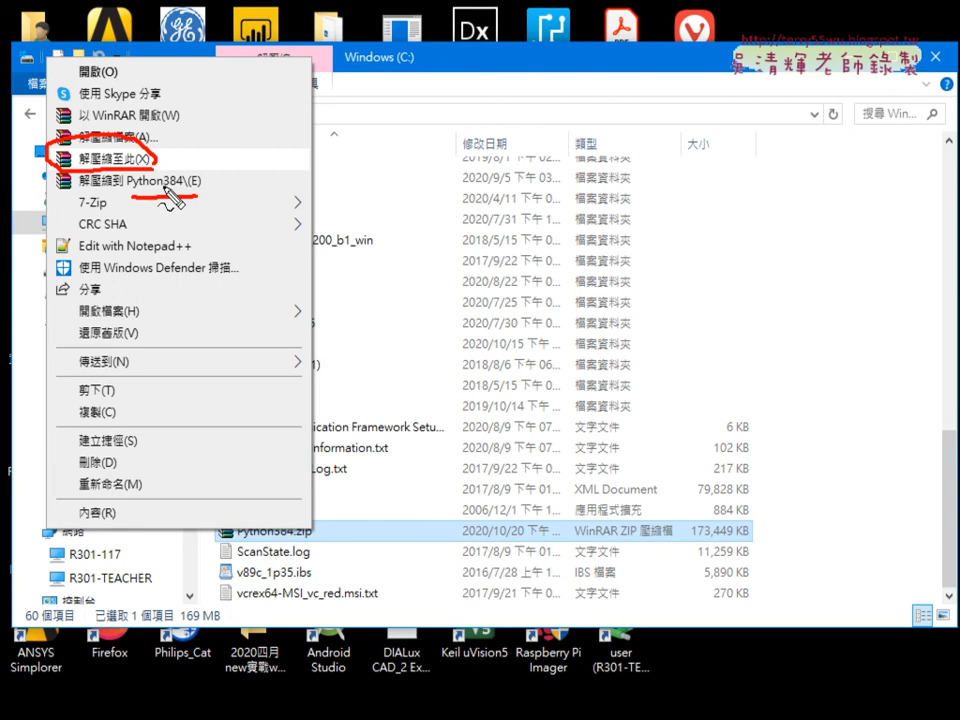 Dx
http://terry55wu.blogspot.tw
吳清輝老師錄製
Windows (C:)
搜尋 Win...
開啟(O)
使用 Skype 分享
以 WinRAR 開啟(W)
解壓縮檔案(A)...
解壓縮至此(X)
解壓縮到 Python384\(E)
7-Zip
CRC SHA
Edit with Notepad++
使用 Windows Defender 掃描...
分享
開啟檔案(H)
還原舊版(V)
傳送到(N)
剪下(T)
複製(C)
建立捷徑(S)
刪除(D)
重新命名(M)
內容(R)
修改日期 類型 大小
2019/8/1 下午 02... 檔案資料夾
2020/9/5 下午 03... 檔案資料夾
2020/4/11 下午 ... 檔案資料夾
2020/7/31 下午 1... 檔案資料夾
200_b1_win 2018/5/15 下午 0... 檔案資料夾
2017/9/22 下午 0... 檔案資料夾
2020/8/21 下午 0... 檔案資料夾
2020/7/25 下午 ... 檔案資料夾
2020/7/30 下午 ... 檔案資料夾
2020/10/15 下午 ... 檔案資料夾
2018/8/6 下午 06... 檔案資料夾
2018/5/15 下午 0... 檔案資料夾
2019/10/14 下午 ... 檔案資料夾
ication Framework Setu... 2020/8/9 下午 07... 文字文件 6 KB
nformation.txt 2020/8/9 下午 07... 文字文件 102 KB
Log.txt 2017/9/22 下午 0... 文字文件 217 KB
2017/8/9 下午 01... XML Document 79,828 KB
2006/12/1 下午 1... 應用程式擴充 884 KB
Python384.zip 2020/10/20 下午 ... WinRAR ZIP 壓縮檔 173,449 KB
ScanState.log 2017/8/9 下午 01... 文字文件 11,259 KB
v89c_1p35.ibs 2016/7/28 上午 1... IBS 檔案 5,890 KB
vcrex64-MSI_vc_red.msi.txt 2017/9/21 下午 0... 文字文件 270 KB
網路
R301-117
R301-TEACHER
控制台
60 個項目 已選取 1 個項目 169 MB
ANSYS
Simplorer
Firefox
Philips_Cat
2020四月
new實戰w...
Android
Studio
DIALux
CAD_2 Ex...
Keil uVision5
Raspberry Pi
Imager
user
(R301-TE...